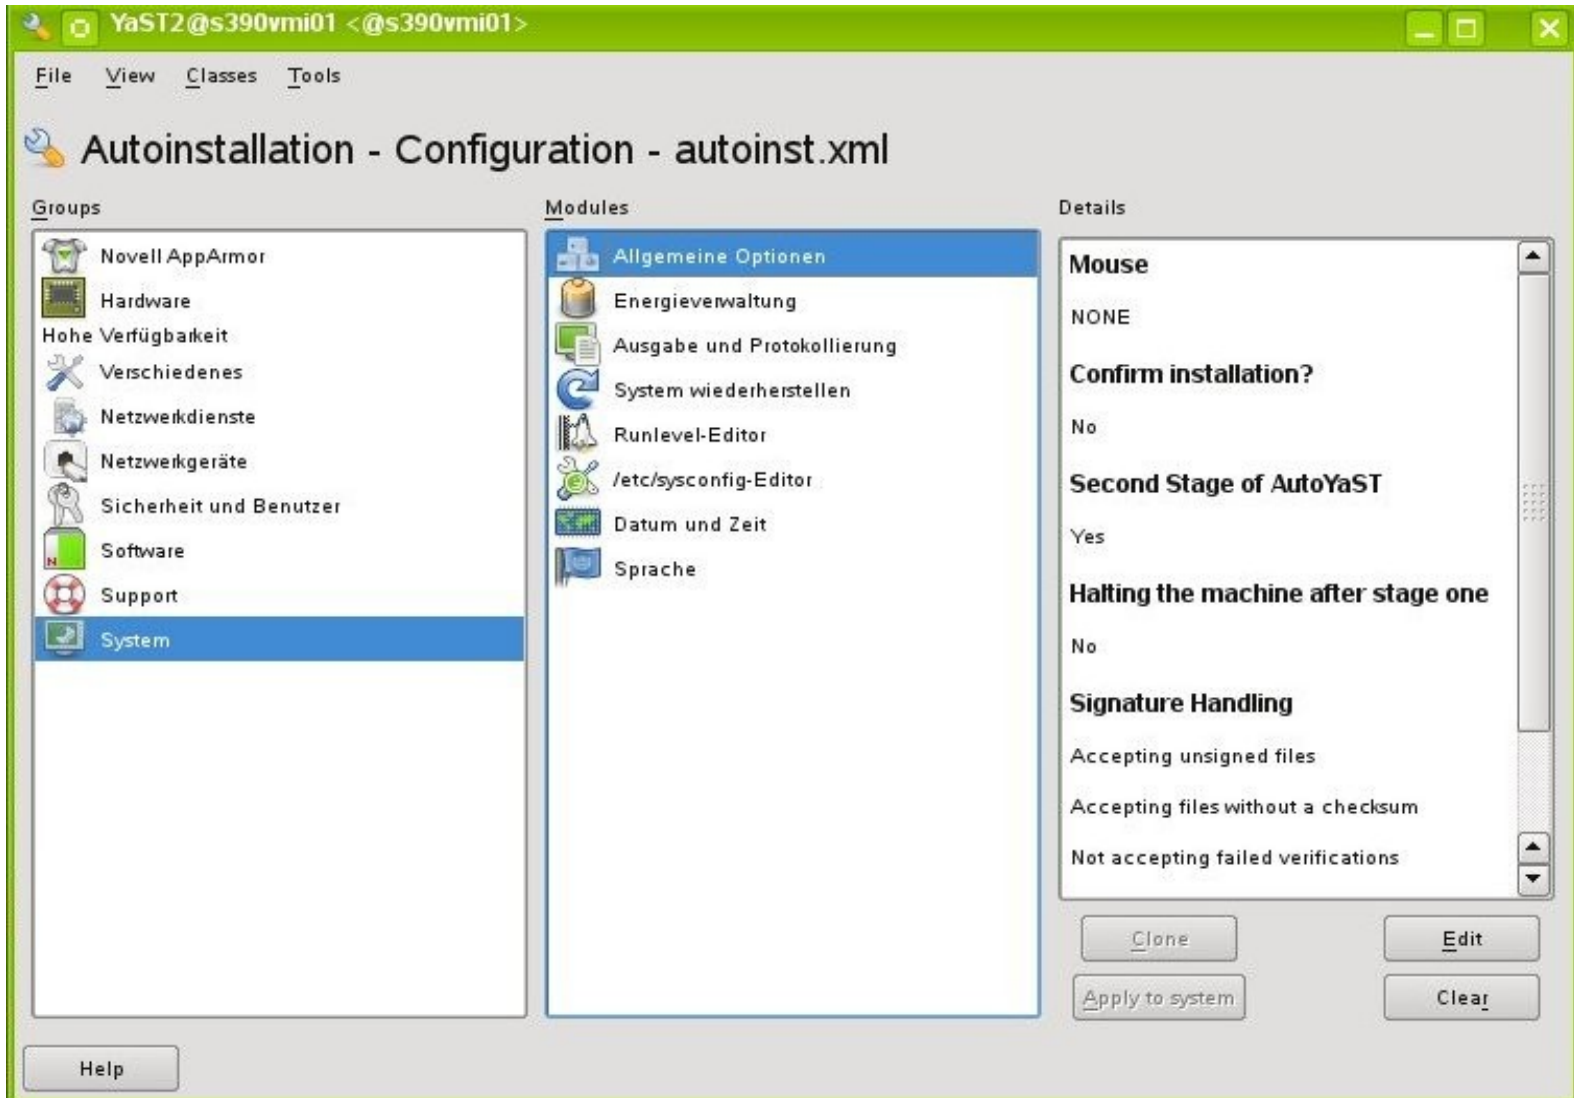 YaST2@s390vmi01 <@s390vmi01>
File View Classes Tools
Autoinstallation - Configuration - autoinst.xml
Groups
Novell AppArmor
Hardware
Hohe Verfügbarkeit
Verschiedenes
Netzwerkdienste
Netzwerkgeräte
Sicherheit und Benutzer
Software
Support
System
Modules
Allgemeine Optionen
Energieverwaltung
Ausgabe und Protokollierung
System wiederherstellen
Runlevel-Editor
/etc/sysconfig-Editor
Datum und Zeit
Sprache
Details
Mouse
NONE
Confirm installation?
No
Second Stage of AutoYaST
Yes
Halting the machine after stage one
No
Signature Handling
Accepting unsigned files
Accepting files without a checksum
Not accepting failed verifications
Clone Edit
Apply to system Clear
Help